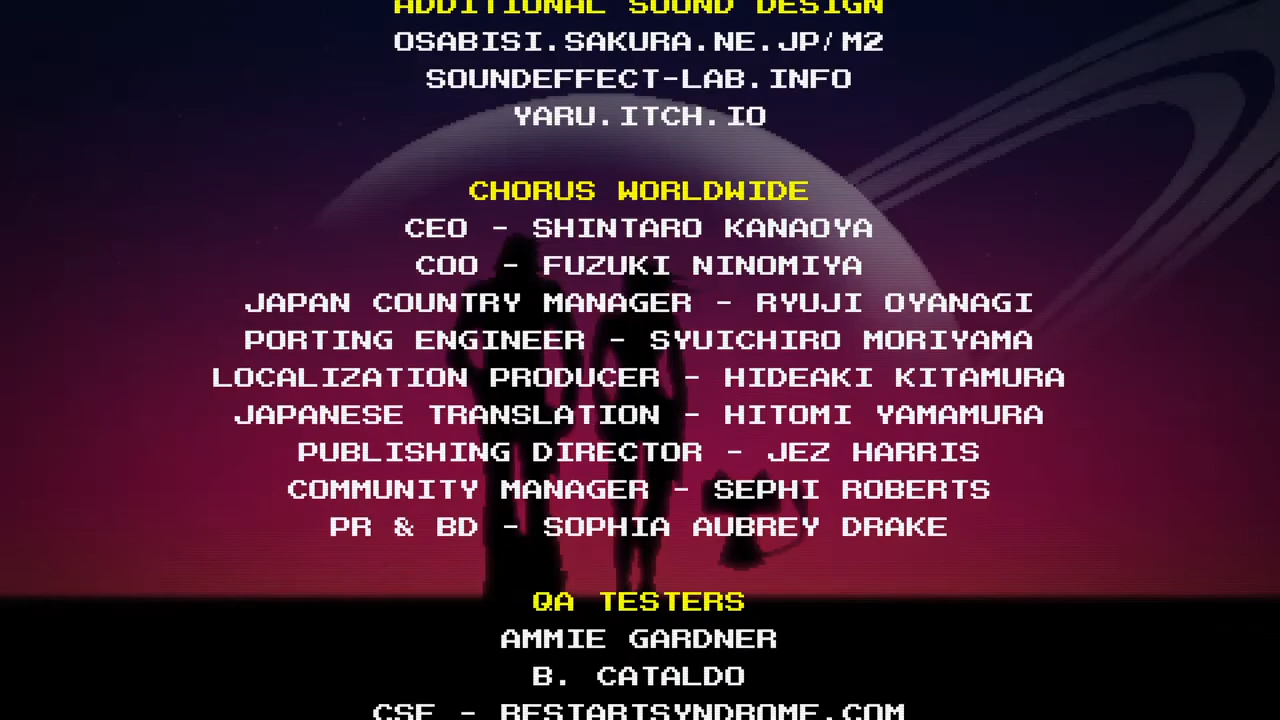 ADDITIONAL SOUND DESIGN
OSABISI.SAKURA.NE.JP/M2
SOUNDEFFECT-LAB.INFO
YARU.ITCH.IO
CHORUS WORLDWIDE
CEO - SHINTARO KANAOYA
COO - FUZUKI NINOMIYA
JAPAN COUNTRY MANAGER - RYUJI OYANAGI
PORTING ENGINEER - SYUICHIRO MORIYAMA
LOCALIZATION PRODUCER - HIDEAKI KITAMURA
JAPANESE TRANSLATION - HITOMI YAMAMURA
PUBLISHING DIRECTOR - JEZ HARRIS
COMMUNITY MANAGER - SEPHI ROBERTS
PR & BD - SOPHIA AUBREY DRAKE
QA TESTERS
AMMIE GARDNER
B. CATALDO
CSF - RESTARTSYNDROME.COM